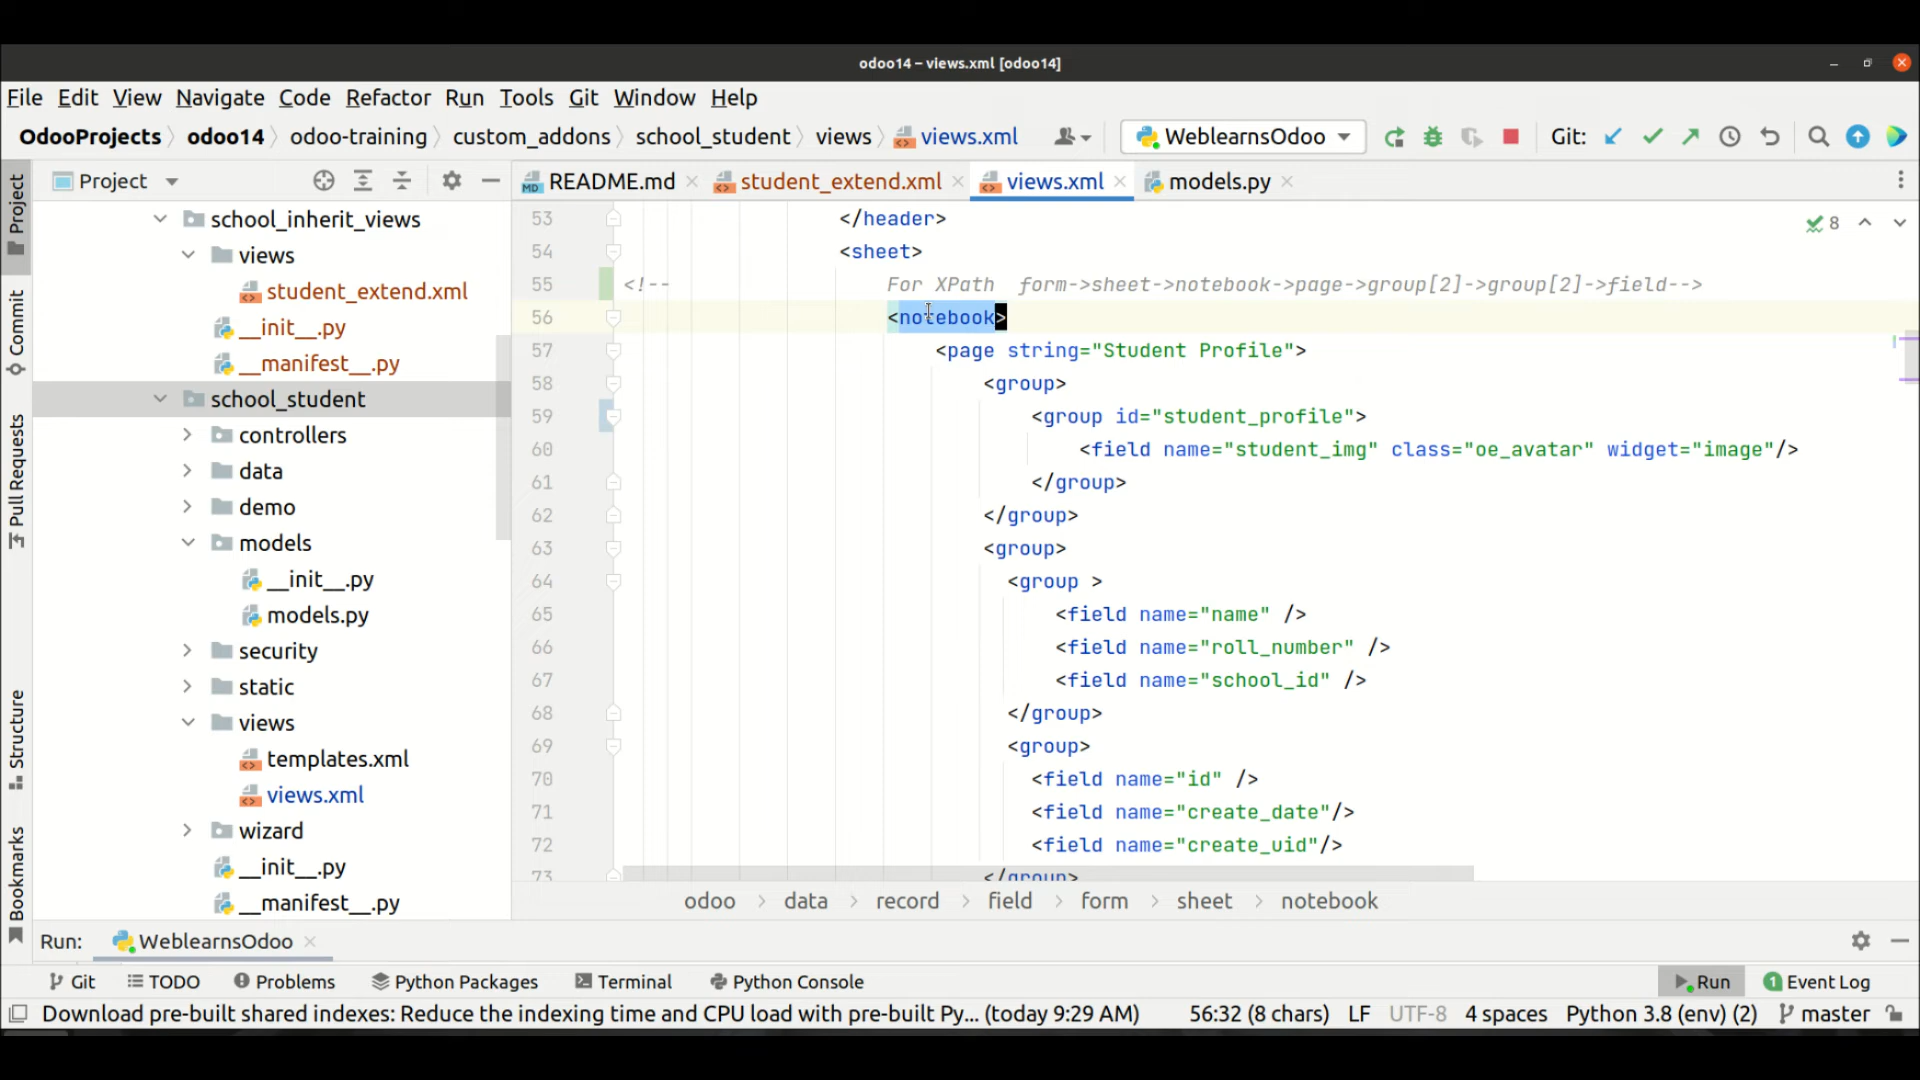 odoo14 – views.xml [odoo14]
File Edit View Navigate Code Refactor Run Tools Git Window Help
OdooProjects odoo14 odoo-training custom_addons school_student views views.xml WeblearnsOdoo Git:
Project
README.md student_extend.xml views.xml models.py
Project
Commit
Pull Requests
Structure
Bookmarks
school_inherit_views
views
student_extend.xml
__init__.py
__manifest__.py
school_student
controllers
data
demo
models
__init__.py
models.py
security
static
views
templates.xml
views.xml
wizard
__init__.py
__manifest__.py
8
53 </header>
54 <sheet>
55 <!-- For XPath form->sheet->notebook->page->group[2]->group[2]->field-->
56 <notebook>
57 <page string="Student Profile">
58 <group>
59 <group id="student_profile">
60 <field name="student_img" class="oe_avatar" widget="image"/>
61 </group>
62 </group>
63 <group>
64 <group >
65 <field name="name" />
66 <field name="roll_number" />
67 <field name="school_id" />
68 </group>
69 <group>
70 <field name="id" />
71 <field name="create_date"/>
72 <field name="create_uid"/>
73 </group>
odoo data record field form sheet notebook
Run: WeblearnsOdoo
Git TODO Problems Python Packages Terminal Python Console Run 1 Event Log
Download pre-built shared indexes: Reduce the indexing time and CPU load with pre-built Py... (today 9:29 AM) 56:32 (8 chars) LF UTF-8 4 spaces Python 3.8 (env) (2) master